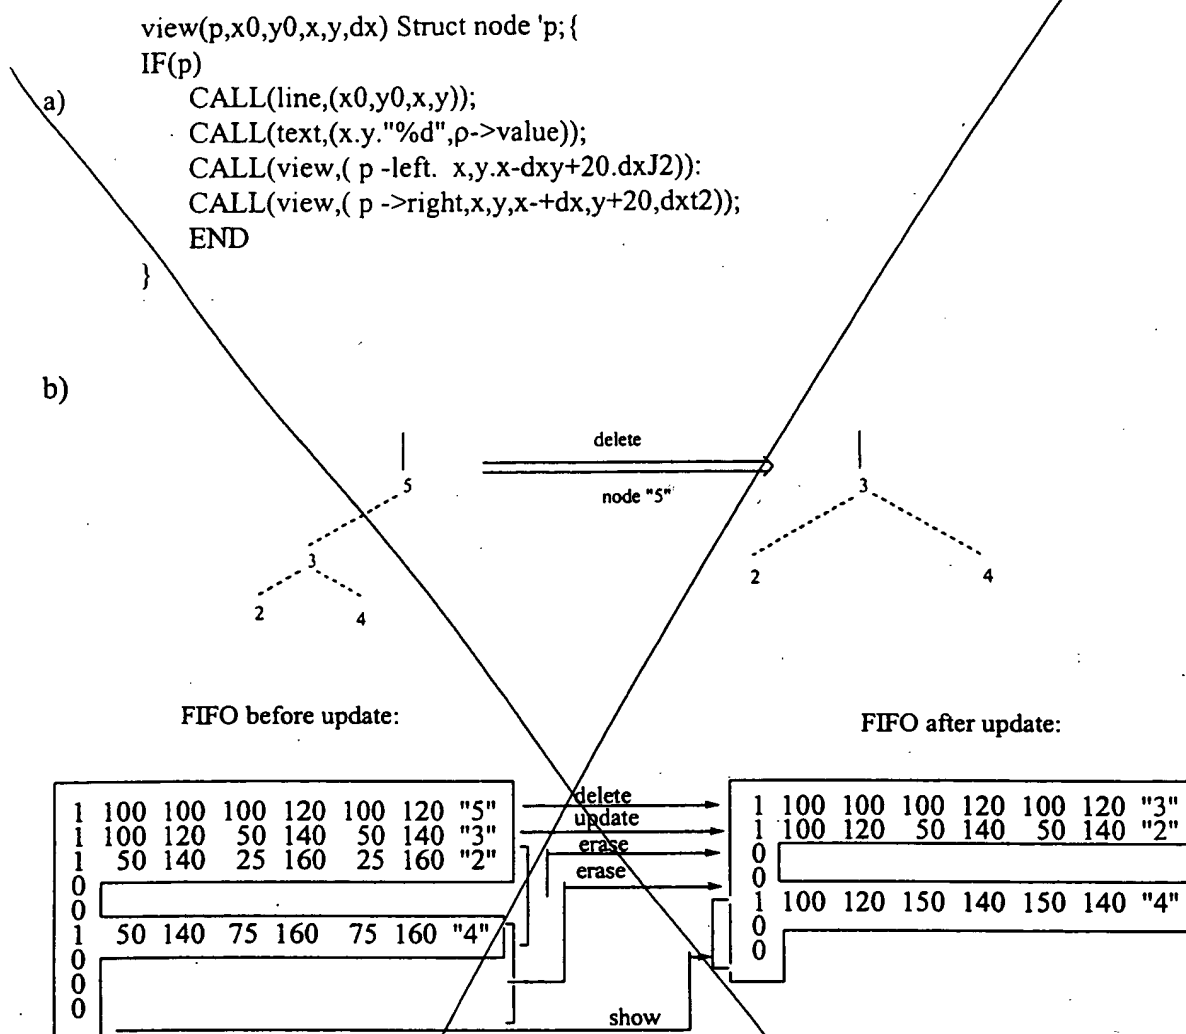 view(p,x0,y0,x,y,dx) Struct node 'p; {
IF(p)
a)
CALL(line,(x0,y0,x,y));
CALL(text,(x.y."%d",ρ->value));
CALL(view,( p -left. x,y.x-dxy+20.dxJ2)):
CALL(view,( p ->right,x,y,x-+dx,y+20,dxt2));
END
}
b)
delete
node "5"
5
3
2
4
3
2
4
FIFO before update:
FIFO after update:
1 100 100 100 120 100 120 "5"
1 100 120 50 140 50 140 "3"
1 50 140 25 160 25 160 "2"
0
0
1 50 140 75 160 75 160 "4"
0
0
0
delete
update
erase
erase
show
1 100 100 100 120 100 120 "3"
1 100 120 50 140 50 140 "2"
0
0
1 100 120 150 140 150 140 "4"
0
0